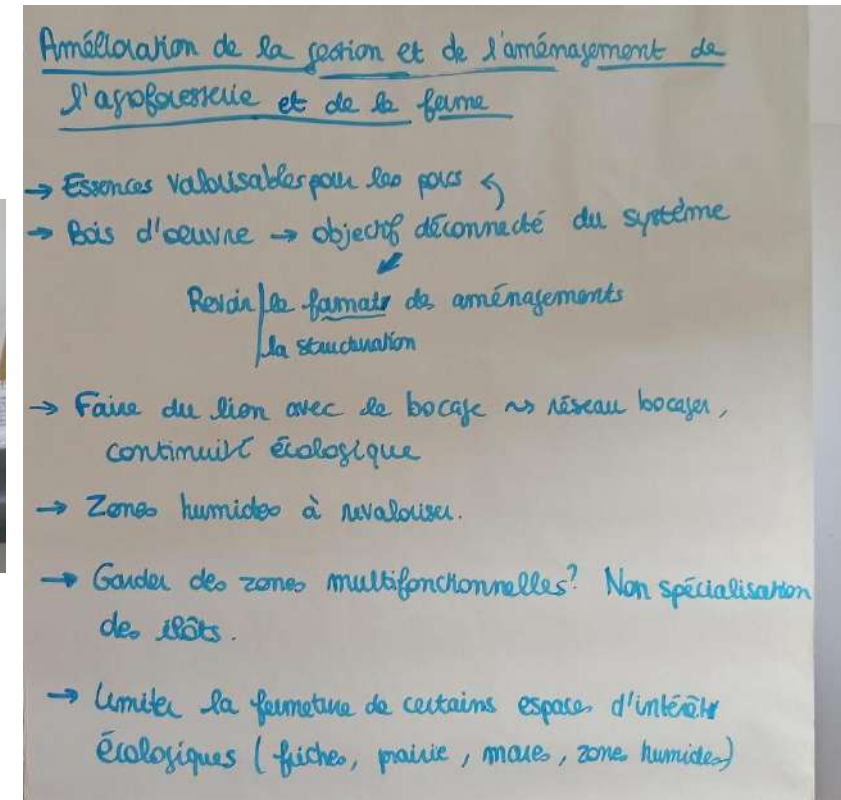 Amélioration de la gestion et de l'aménagement de
l'agroforesterie et de la ferme
→ Essences valorisables pour les porcs
→ Bois d'oeuvre → objectif déconnecté du système
Revoir le format des aménagements
la structuration
→ Faire du lien avec le bocage ~> réseau bocager,
continuité écologique
→ Zones humides à revaloriser.
→ Garder des zones multifonctionnelles? Non spécialisation
des ilôts.
→ Limiter la fermeture de certains espaces d'intérêts
écologiques (friches, prairie, mares, zones humides)